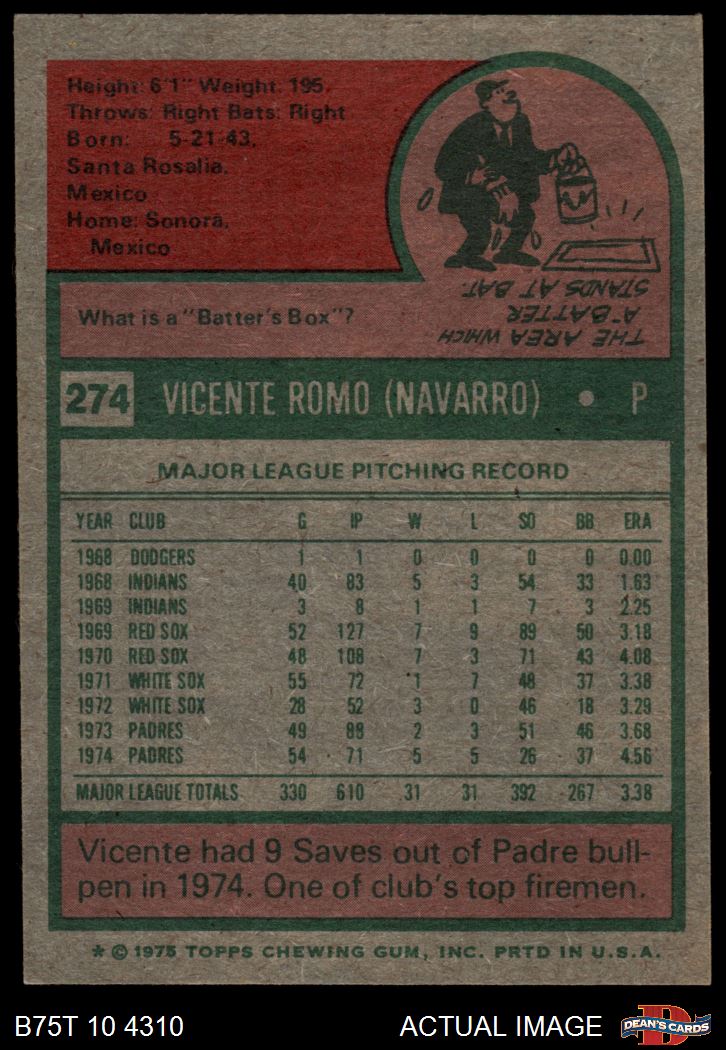 Height: 6'1" Weight: 195
Throws: Right Bats: Right
Born: 5-21-43,
Santa Rosalia,
Mexico
Home: Sonora,
Mexico
What is a "Batter's Box"?
THE AREA WHICH
A BATTER
STANDS AT BAT.
274 VICENTE ROMO (NAVARRO) • P
MAJOR LEAGUE PITCHING RECORD
YEAR CLUB G IP W L SO BB ERA
1968 DODGERS 1 1 0 0 0 0 0.00
1968 INDIANS 40 83 5 3 54 33 1.63
1969 INDIANS 3 8 1 1 7 3 2.25
1969 RED SOX 52 127 7 9 89 50 3.18
1970 RED SOX 48 108 7 3 71 43 4.08
1971 WHITE SOX 55 72 1 7 48 37 3.38
1972 WHITE SOX 28 52 3 0 46 18 3.29
1973 PADRES 49 88 2 3 51 46 3.68
1974 PADRES 54 71 5 5 26 37 4.56
MAJOR LEAGUE TOTALS 330 610 31 31 392 267 3.38
Vicente had 9 Saves out of Padre bull-
pen in 1974. One of club's top firemen.
* © 1975 TOPPS CHEWING GUM, INC. PRTD IN U.S.A.
B75T 10 4310 ACTUAL IMAGE
DEAN'S CARDS